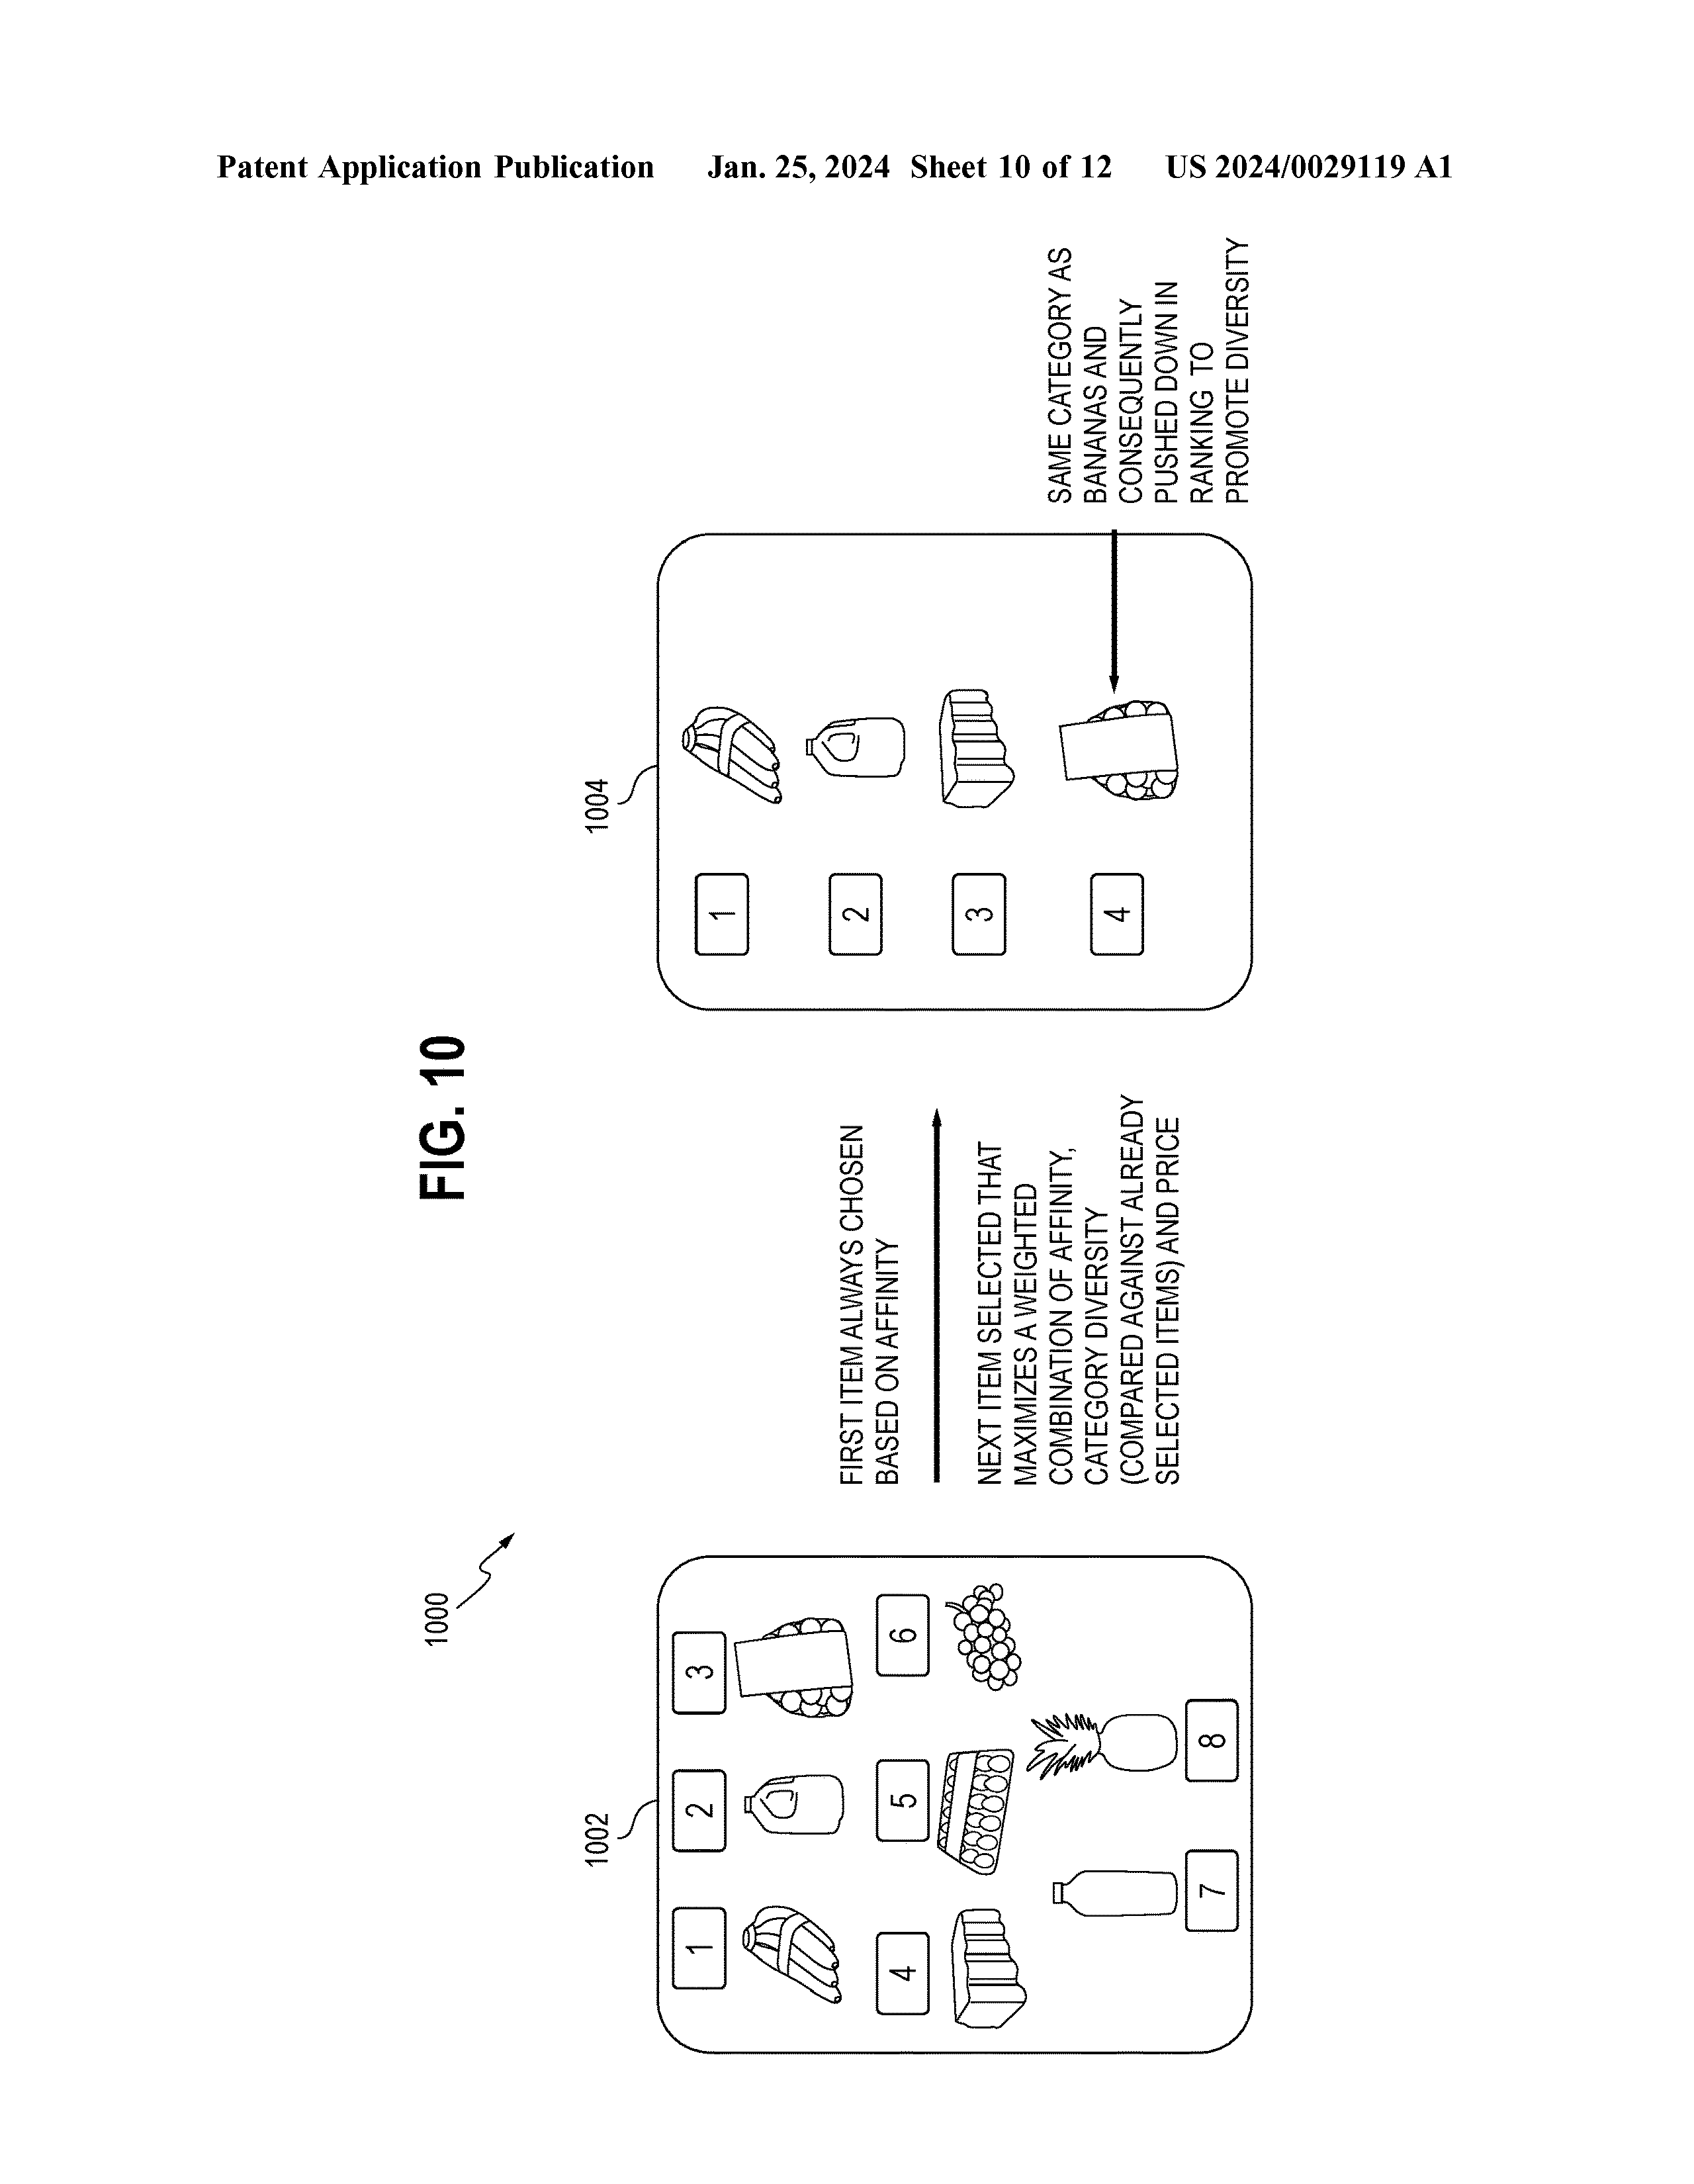 Patent Application Publication Jan. 25, 2024 Sheet 10 of 12 US 2024/0029119 A1
FIG. 10
1000
1002
1
2
3
4
5
6
7
8
FIRST ITEM ALWAYS CHOSEN
BASED ON AFFINITY
NEXT ITEM SELECTED THAT
MAXIMIZES A WEIGHTED
COMBINATION OF AFFINITY,
CATEGORY DIVERSITY
(COMPARED AGAINST ALREADY
SELECTED ITEMS) AND PRICE
1004
1
2
3
4
SAME CATEGORY AS
BANANAS AND
CONSEQUENTLY
PUSHED DOWN IN
RANKING TO
PROMOTE DIVERSITY